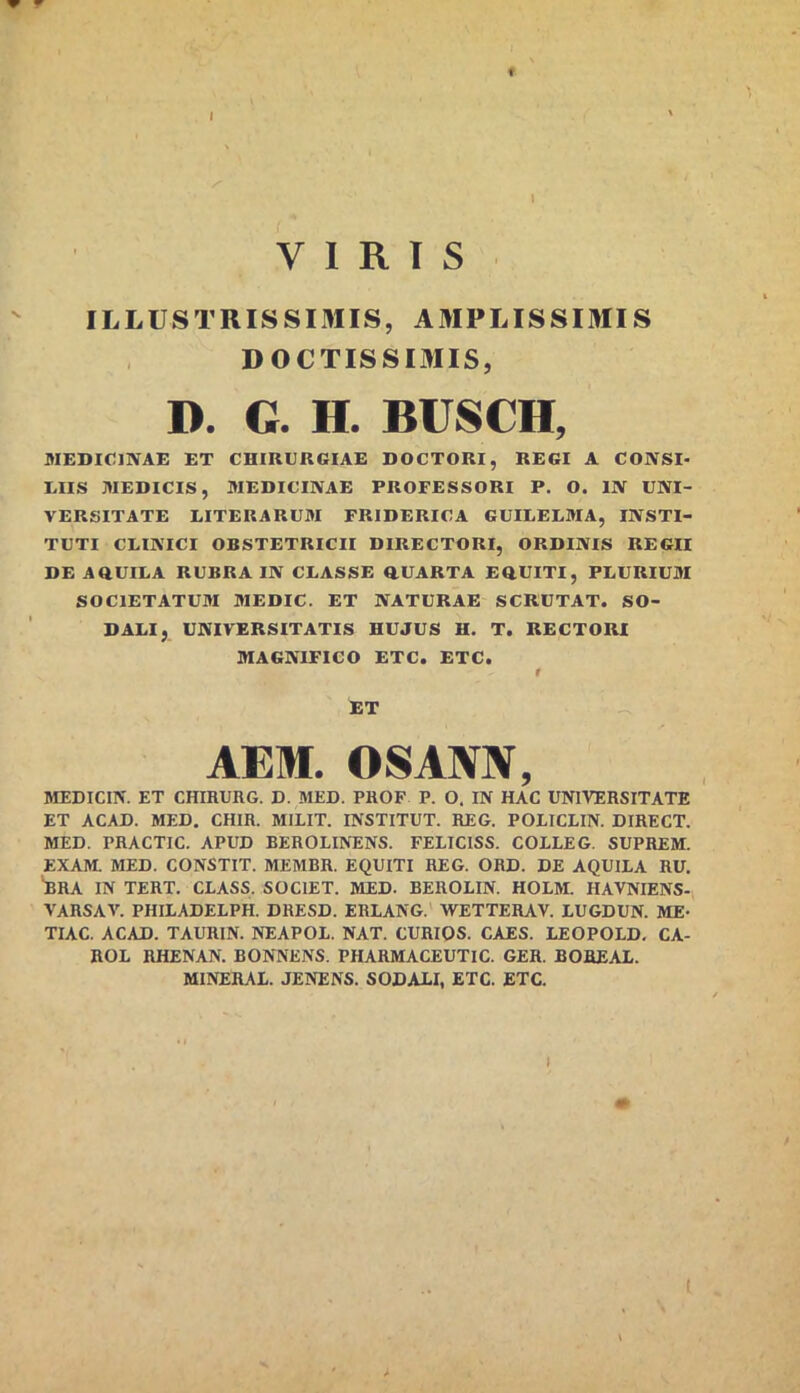 VIRIS
ILLUSTRISSIMIS, AMPLISSIMIS
DOCTISSIMIS,
D. G. H. BUSCH,
MEDICINAE ET CHIRURGIAE DOCTORI, REGI A CONSI-
LIIS MEDICIS, MEDICINAE PROFESSORI P. O. IN UNI-
VERSITATE LITERARUM FRIDERICA GUILELMA, INSTI-
TUTI CLINICI OBSTETRICII DIRECTORI, ORDINIS REGII
DE AQUILA RUBRA IN CLASSE QUARTA EQUITI, PLURIUM
SOCIETATUM MEDIC. ET NATURAE SCRUTAT. SO-
DALI, UNIVERSITATIS HUJUS H. T. RECTORI
MAGNIFICO ETC. ETC.
ET
AEM. OSANN,
MEDICIN. ET CHIRURG. D. MED. PROF P. O. IN HAC UNIVERSITATE
ET ACAD. MED. CHIR. MILIT. INSTITUT. REG. POLICLIN. DIRECT.
MED. PRACTIC. APUD BEROLINENS. FELICISS. COLLEG. SUPREM.
EXAM. MED. CONSTIT. MEMBR. EQUITI REG. ORD. DE AQUILA RU.
BRA IN TERT. CLASS. SOCIET. MED. BEROLIN. HOLM. HAVNIENS-
VARSAV. PHILADELPH. DRESD. ERLANG. WETTERAV. LUGDUN. ME-
TIAC. ACAD. TAURIN. NEAPOL. NAT. CURIOS. CAES. LEOPOLD. CA-
ROL RHENAN. BONNENS. PHARMACEUTIC. GER. BOREAL.
MINERAL. JENENS. SODALI, ETC. ETC.